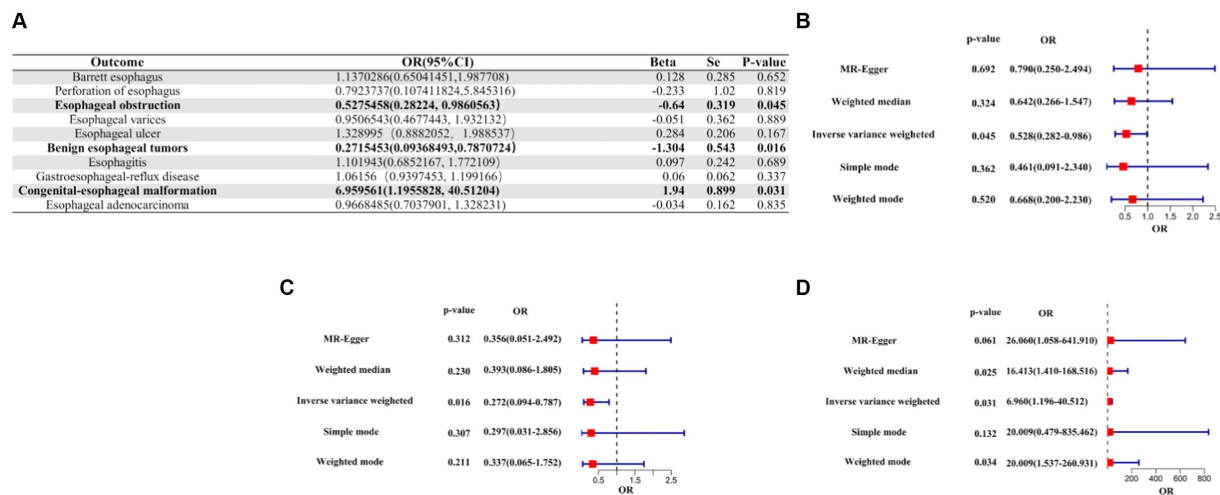 A
Outcome OR(95%CI) Beta Se P-value
Barrett esophagus 1.1370286(0.65041451,1.987708) 0.128 0.285 0.652
Perforation of esophagus 0.7923737(0.107411824,5.845316) -0.233 1.02 0.819
Esophageal obstruction 0.5275458(0.28224, 0.9860563) -0.64 0.319 0.045
Esophageal varices 0.9506543(0.4677443, 1.932132) -0.051 0.362 0.889
Esophageal ulcer 1.328995 (0.8882052, 1.988537) 0.284 0.206 0.167
Benign esophageal tumors 0.2715453(0.09368493,0.7870724) -1.304 0.543 0.016
Esophagitis 1.101943(0.6852167, 1.772109) 0.097 0.242 0.689
Gastroesophageal-reflux disease 1.06156 (0.9397453, 1.199166) 0.06 0.062 0.337
Congenital-esophageal malformation 6.959561(1.1955828, 40.51204) 1.94 0.899 0.031
Esophageal adenocarcinoma 0.9668485(0.7037901, 1.328231) -0.034 0.162 0.835
B
p-value OR
MR-Egger 0.692 0.790(0.250-2.494)
Weighted median 0.324 0.642(0.266-1.547)
Inverse variance weigheted 0.045 0.528(0.282-0.986)
Simple mode 0.362 0.461(0.091-2.340)
Weighted mode 0.520 0.668(0.200-2.230)
0.5 1.0 1.5 2.0 2.5
OR
C
p-value OR
MR-Egger 0.312 0.356(0.051-2.492)
Weighted median 0.230 0.393(0.086-1.805)
Inverse variance weigheted 0.016 0.272(0.094-0.787)
Simple mode 0.307 0.297(0.031-2.856)
Weighted mode 0.211 0.337(0.065-1.752)
0.5 1.5 2.5
OR
D
p-value OR
MR-Egger 0.061 26.060(1.058-641.910)
Weighted median 0.025 16.413(1.410-168.516)
Inverse variance weigheted 0.031 6.960(1.196-40.512)
Simple mode 0.132 20.009(0.479-835.462)
Weighted mode 0.034 20.009(1.537-260.931)
200 400 600 800
OR